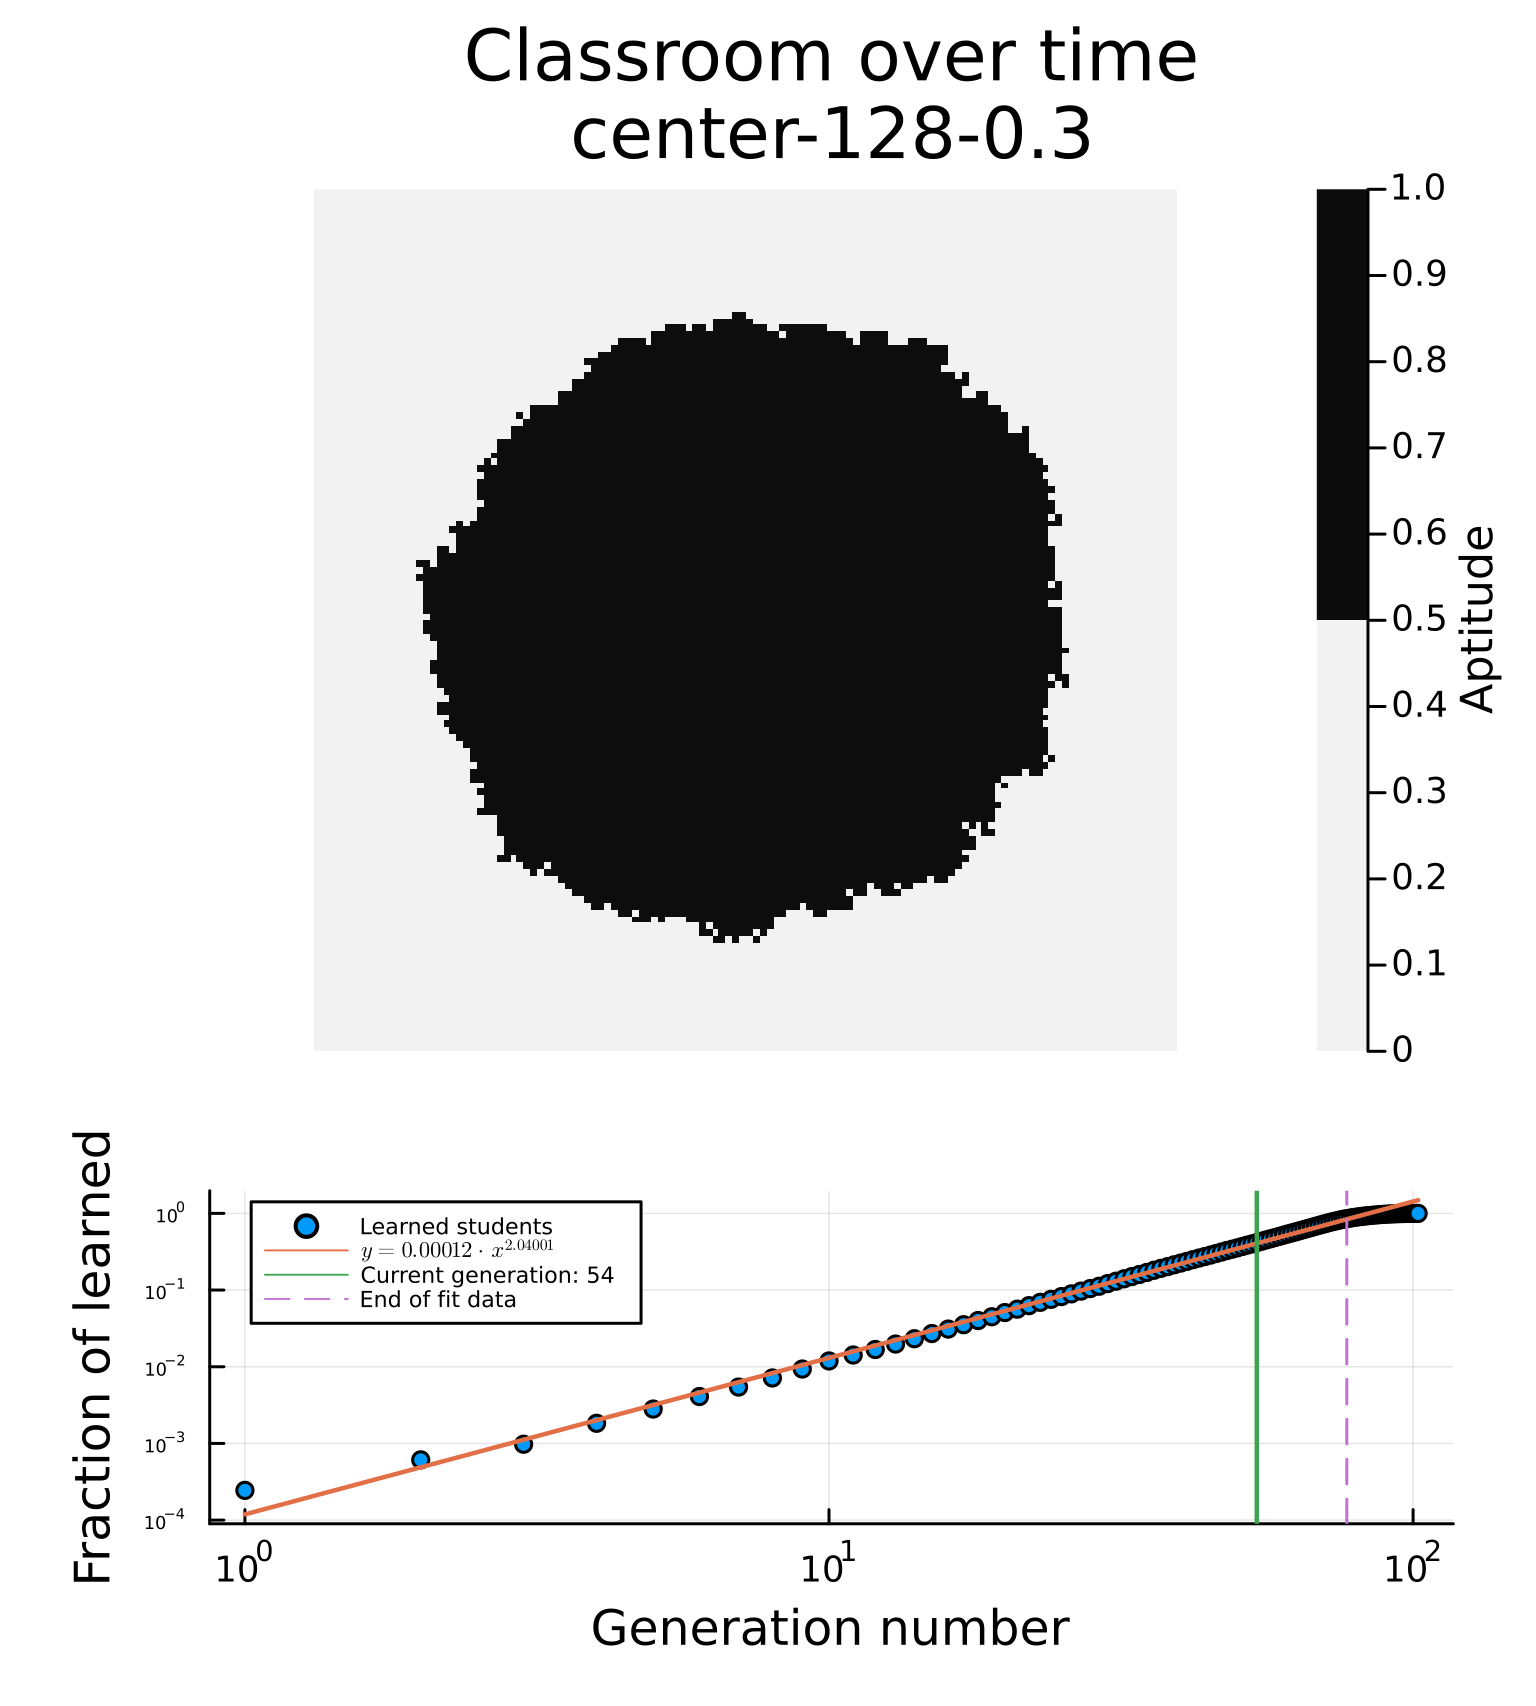 Classroom over time
center-128-0.3
1.0
0.9
0.8
0.7
0.6
0.5
0.4
0.3
0.2
0.1
0
Aptitude
Fraction of learned
10⁰
10⁻¹
10⁻²
10⁻³
10⁻⁴
Learned students
y = 0.00012 · x^2.04001
Current generation: 54
End of fit data
10⁰
10¹
10²
Generation number